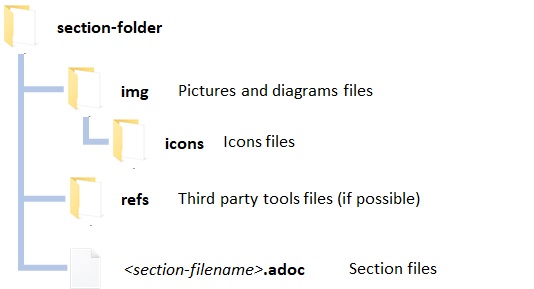 section-folder
img Pictures and diagrams files
icons Icons files
refs Third party tools files (if possible)
<section-filename>.adoc Section files